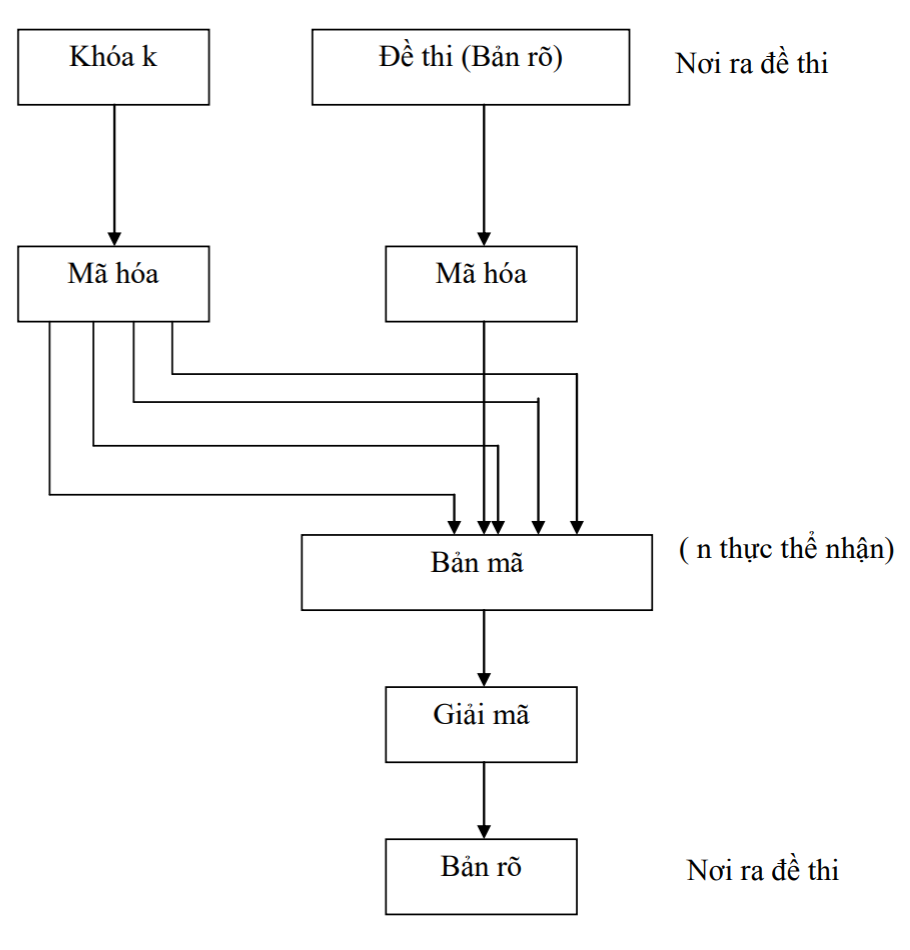 Khóa k
Đề thi (Bản rõ)
Nơi ra đề thi
Mã hóa
Mã hóa
Bản mã
( n thực thể nhận)
Giải mã
Bản rõ
Nơi ra đề thi